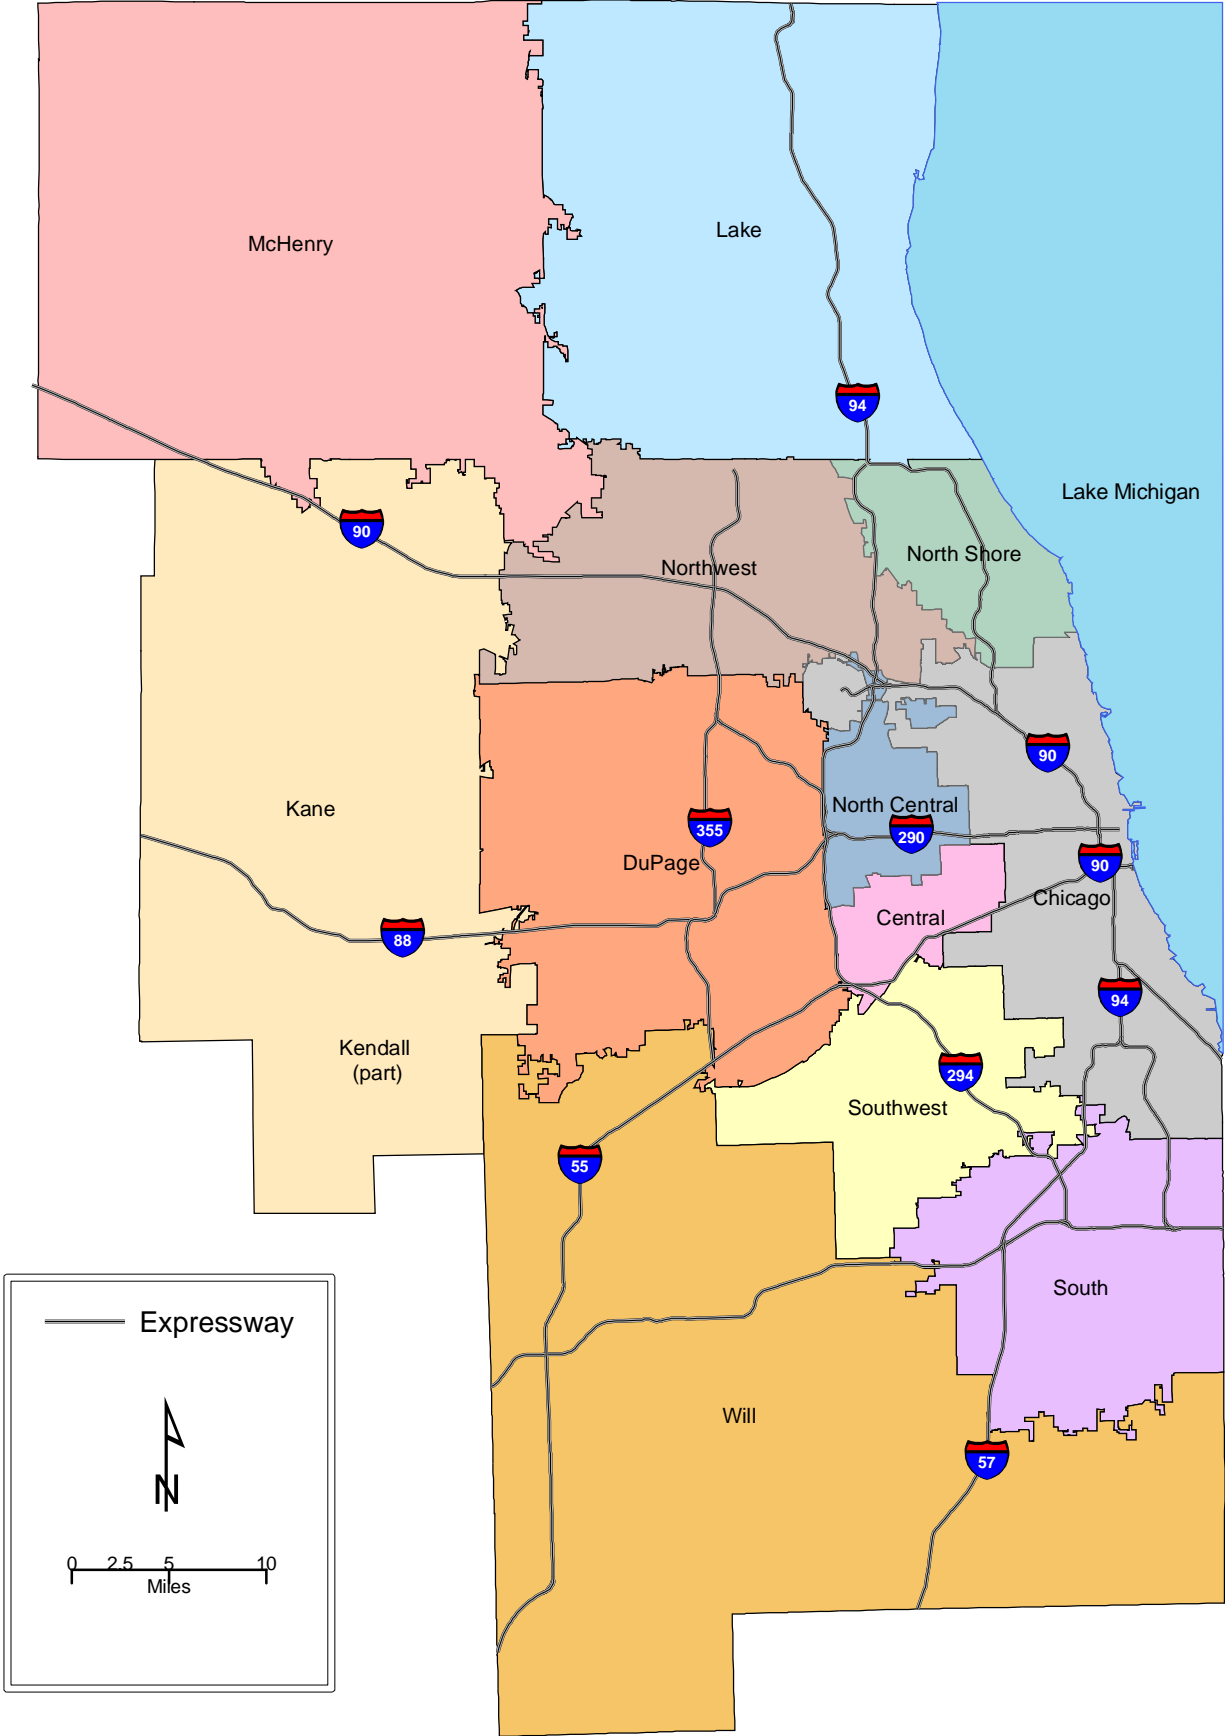 McHenry
Lake
94
Lake Michigan
90
Northwest
North Shore
90
Kane
355
North Central
290
DuPage
90
Chicago
Central
88
94
Kendall
(part)
294
Southwest
55
South
Expressway
Will
57
N
0 2.5 5 10
Miles